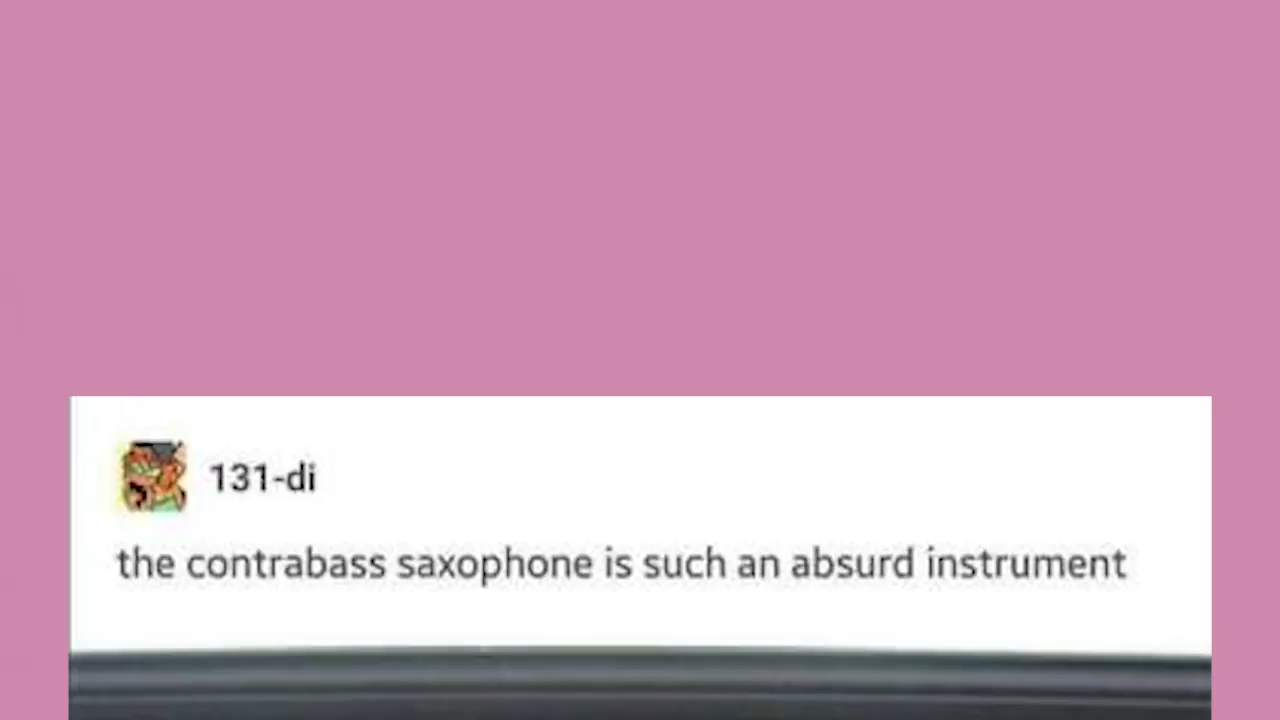 131-di
the contrabass saxophone is such an absurd instrument